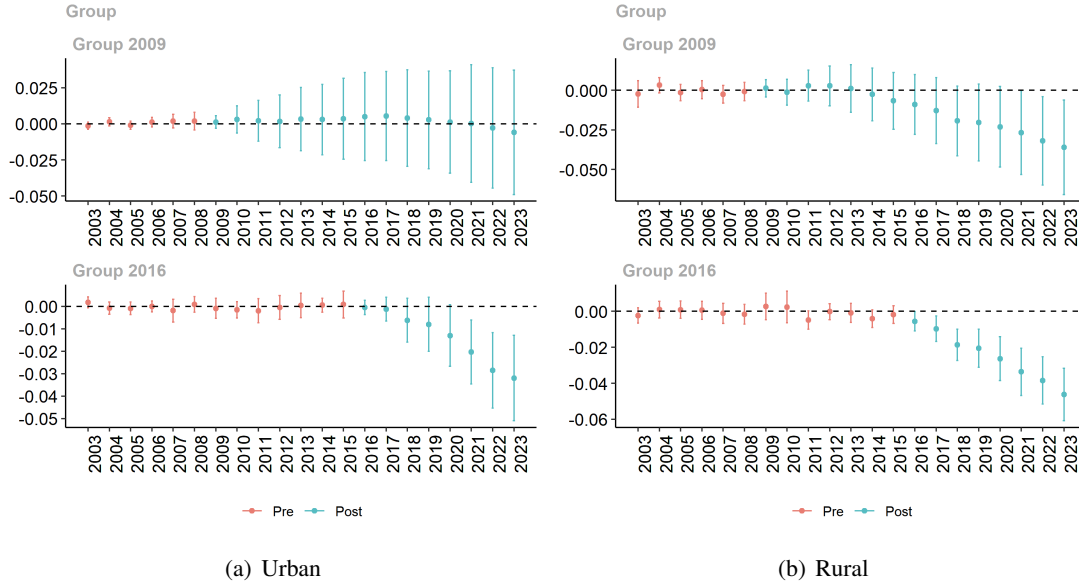 Group
Group 2009
0.025
0.000
-0.025
-0.050
2003 2004 2005 2006 2007 2008 2009 2010 2011 2012 2013 2014 2015 2016 2017 2018 2019 2020 2021 2022 2023
Group 2016
0.00
-0.01
-0.02
-0.03
-0.04
-0.05
2003 2004 2005 2006 2007 2008 2009 2010 2011 2012 2013 2014 2015 2016 2017 2018 2019 2020 2021 2022 2023
Pre Post
(a) Urban
Group
Group 2009
0.000
-0.025
-0.050
2003 2004 2005 2006 2007 2008 2009 2010 2011 2012 2013 2014 2015 2016 2017 2018 2019 2020 2021 2022 2023
Group 2016
0.00
-0.02
-0.04
-0.06
2003 2004 2005 2006 2007 2008 2009 2010 2011 2012 2013 2014 2015 2016 2017 2018 2019 2020 2021 2022 2023
Pre Post
(b) Rural